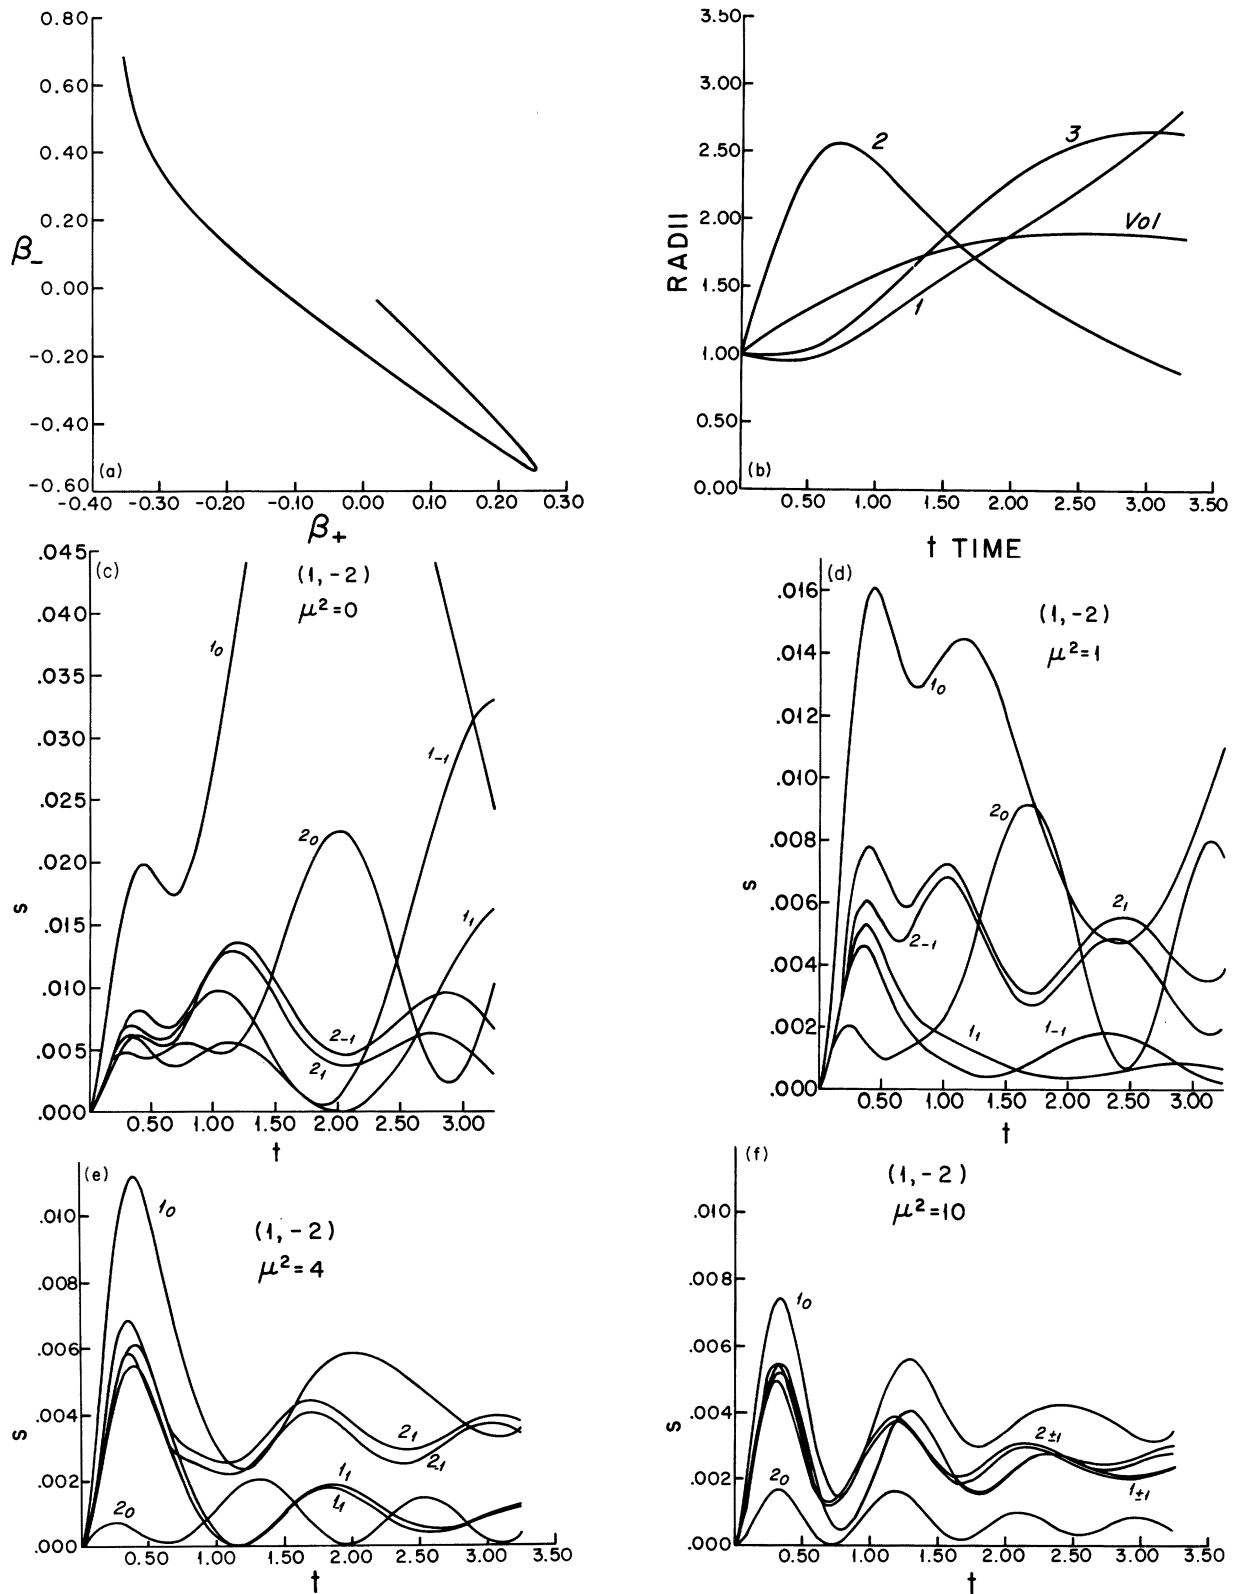 0.80
0.60
0.40
0.20
0.00
-0.20
-0.40
-0.60
β_
(a)
-0.40 -0.30 -0.20 -0.10 0.00 0.10 0.20 0.30
β+
3.50
3.00
2.50
2.00
1.50
1.00
0.50
0.00
RADII
2
3
Vol
1
(b)
0.50 1.00 1.50 2.00 2.50 3.00 3.50
t TIME
.045
.040
.035
.030
.025
.020
.015
.010
.005
.000
s
(c)
(1,-2)
μ²=0
1₀
1₋₁
2₀
1₁
2₋₁
2₁
0.50 1.00 1.50 2.00 2.50 3.00
t
.016
.014
.012
.010
.008
.006
.004
.002
.000
s
(d)
(1,-2)
μ²=1
1₀
2₀
2₁
2₋₁
1₁
1₋₁
0.50 1.00 1.50 2.00 2.50 3.00
t
.010
.008
.006
.004
.002
.000
s
(e)
1₀
(1,-2)
μ²=4
2₁
1₁
2₀
0.50 1.00 1.50 2.00 2.50 3.00 3.50
t
.010
.008
.006
.004
.002
.000
s
(f)
(1,-2)
μ²=10
1₀
2±1
2₀
1±1
0.50 1.00 1.50 2.00 2.50 3.00 3.50
t